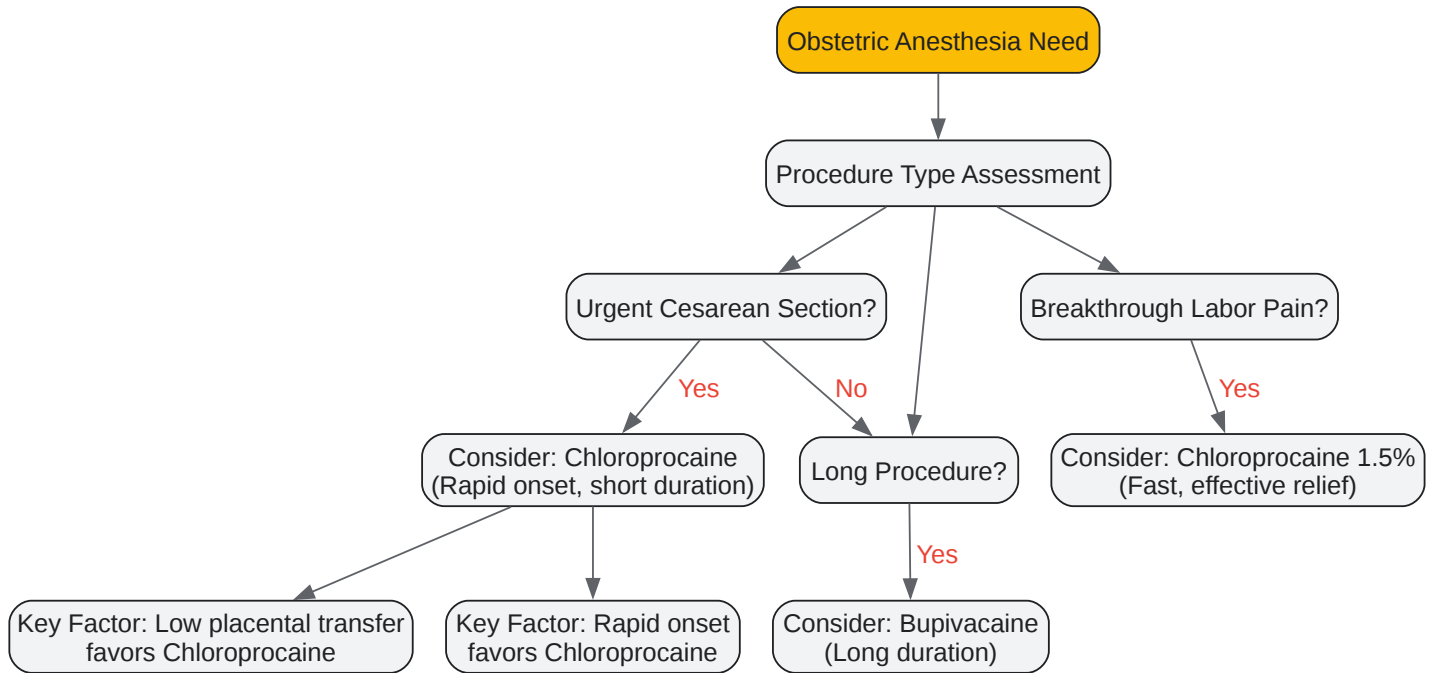 Obstetric Anesthesia Need
Procedure Type Assessment
Urgent Cesarean Section?
Breakthrough Labor Pain?
Yes
No
Yes
Consider: Chloroprocaine
(Rapid onset, short duration)
Long Procedure?
Consider: Chloroprocaine 1.5%
(Fast, effective relief)
Yes
Key Factor: Low placental transfer
favors Chloroprocaine
Key Factor: Rapid onset
favors Chloroprocaine
Consider: Bupivacaine
(Long duration)